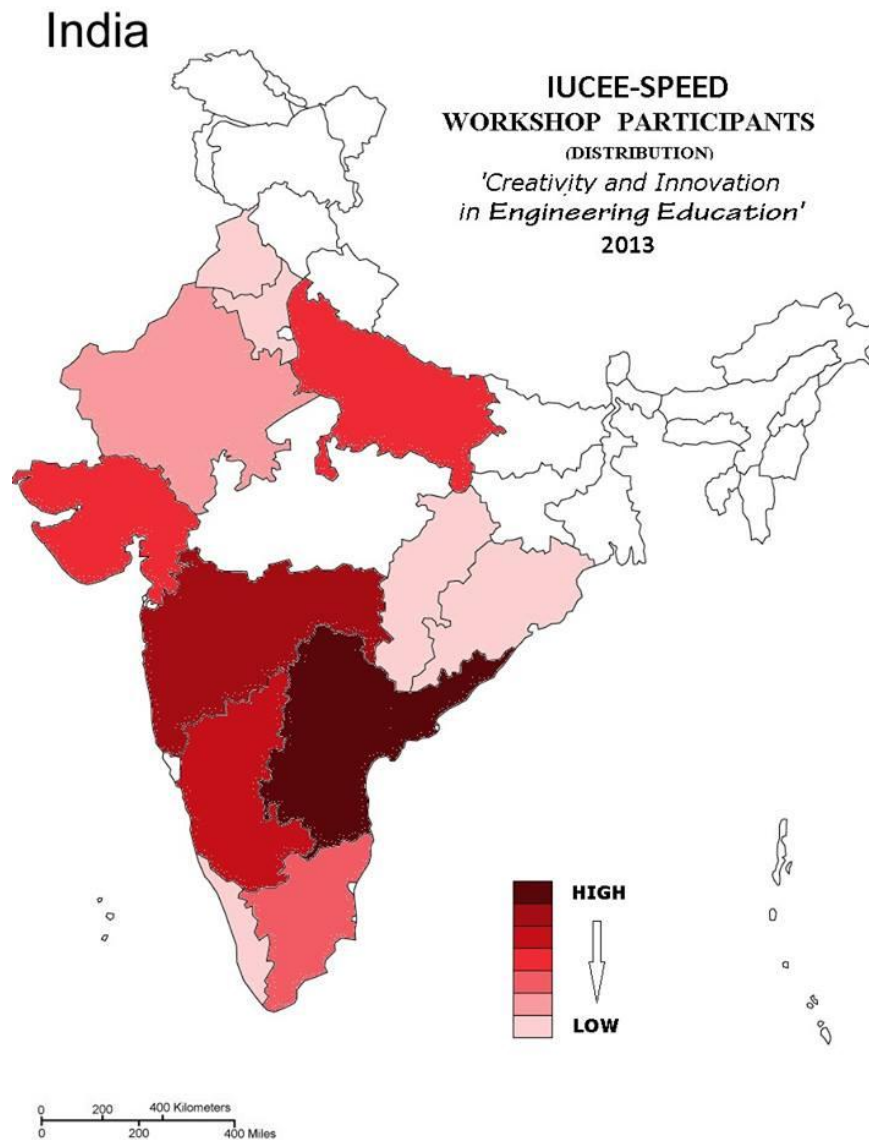 India
IUCEE-SPEED
WORKSHOP PARTICIPANTS
(DISTRIBUTION)
'Creativity and Innovation
in Engineering Education'
2013
HIGH
LOW
0 200 400 Kilometers
0 200 400 Miles